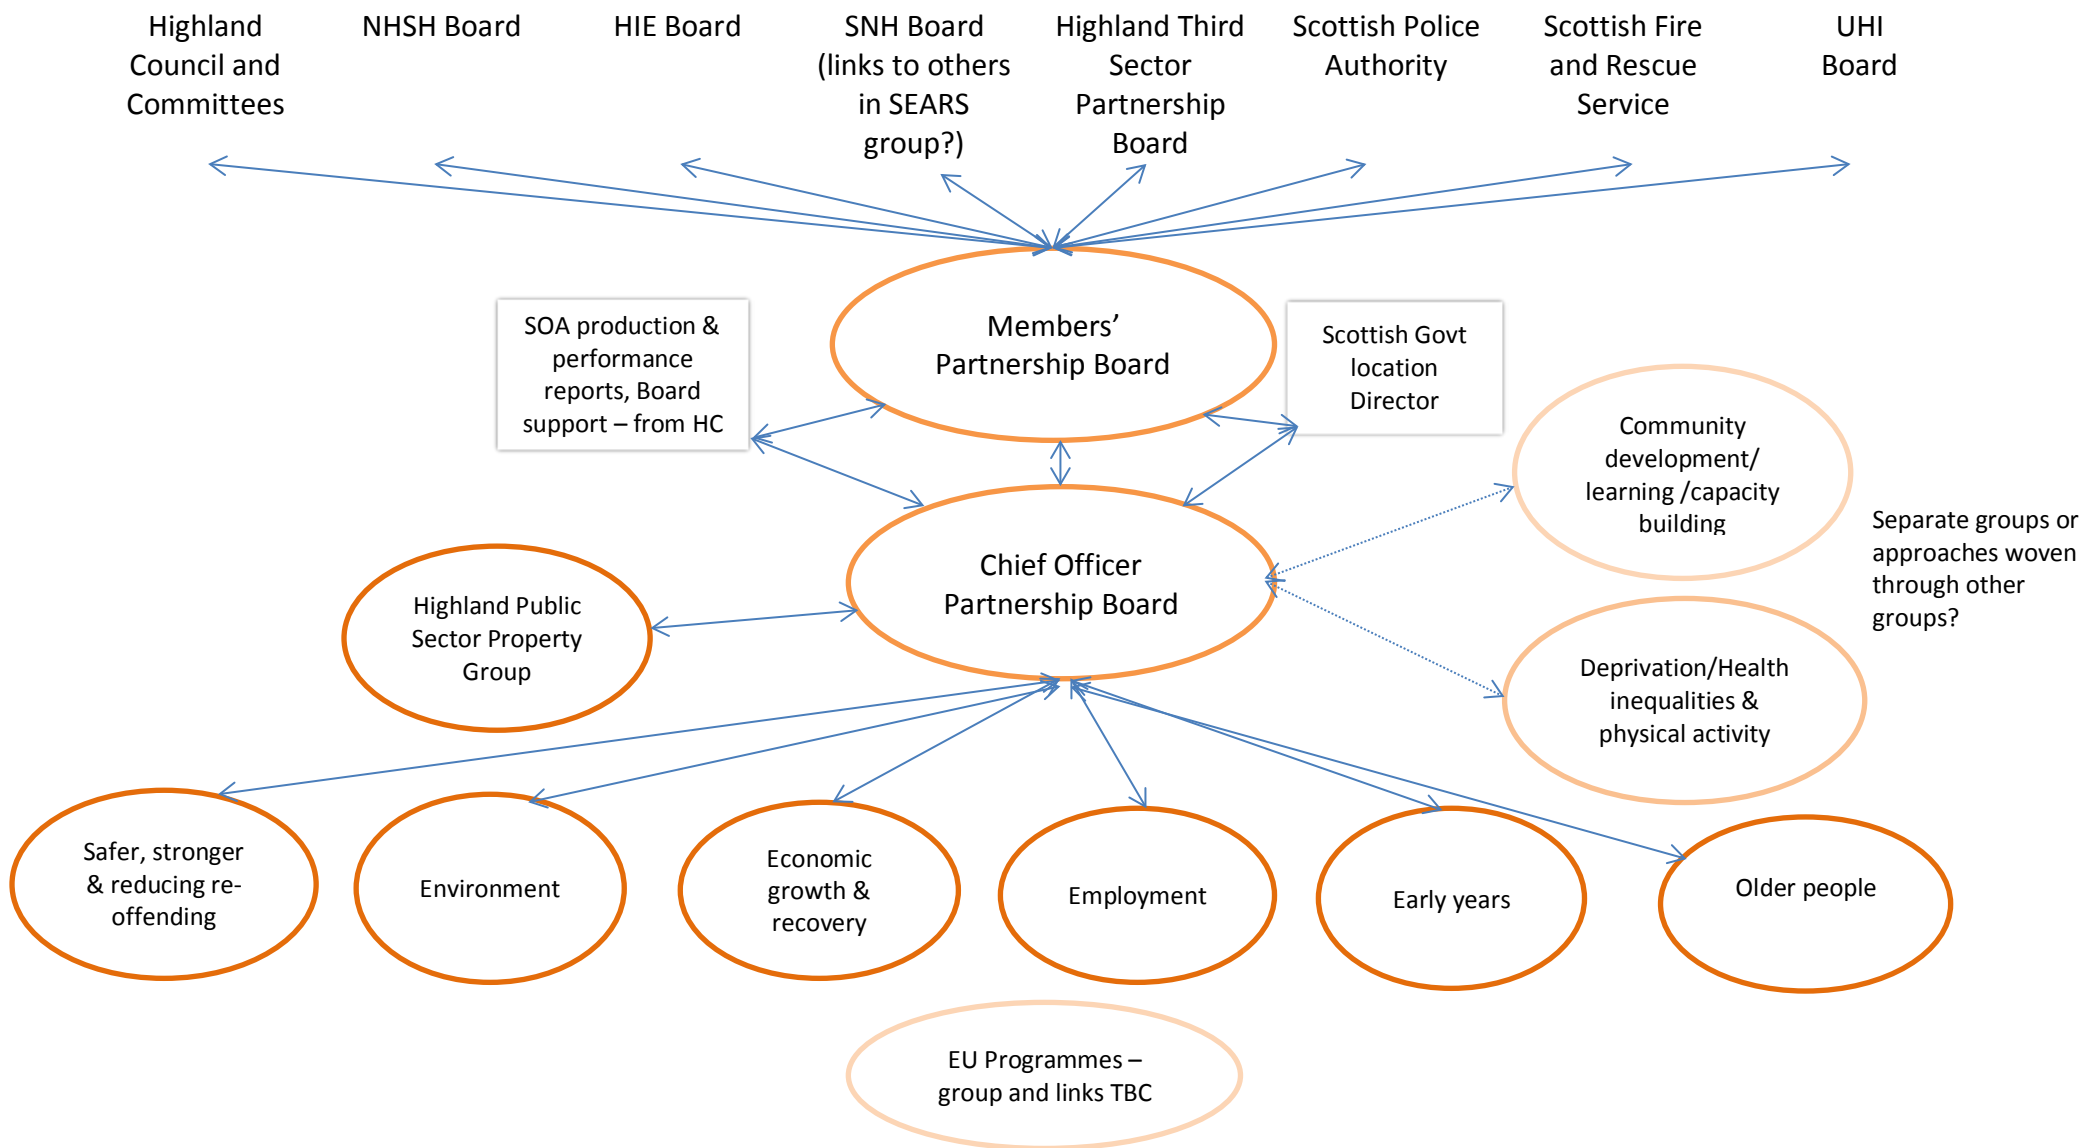 Highland
Council and
Committees
NHSH Board
HIE Board
SNH Board
(links to others
in SEARS
group?)
Highland Third
Sector
Partnership
Board
Scottish Police
Authority
Scottish Fire
and Rescue
Service
UHI
Board
Members’
Partnership Board
SOA production &
performance
reports, Board
support – from HC
Scottish Govt
location
Director
Community
development/
learning /capacity
building
Separate groups or
approaches woven
through other
groups?
Chief Officer
Partnership Board
Highland Public
Sector Property
Group
Deprivation/Health
inequalities &
physical activity
Safer, stronger
& reducing re-
offending
Environment
Economic
growth &
recovery
Employment
Early years
Older people
EU Programmes –
group and links TBC